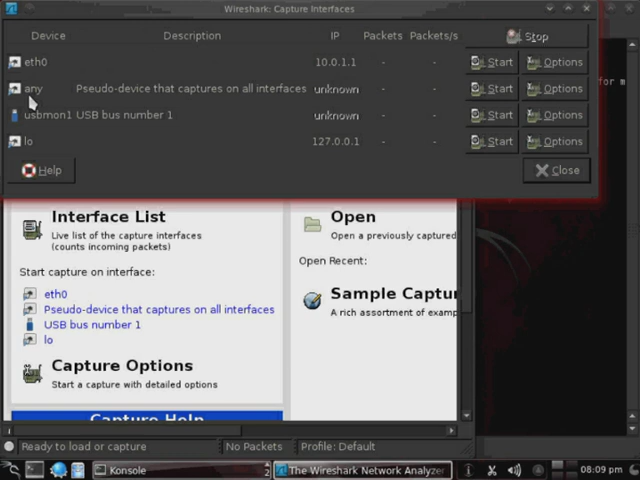 Wireshark: Capture Interfaces
Device Description IP Packets Packets/s Stop
eth0 10.0.1.1 - - Start Options
any Pseudo-device that captures on all interfaces unknown - - Start Options
usbmon1 USB bus number 1 unknown - - Start Options
lo 127.0.0.1 - - Start Options
Help Close
for m
Interface List
Live list of the capture interfaces
(counts incoming packets)
Start capture on interface:
eth0
Pseudo-device that captures on all interfaces
USB bus number 1
lo
Capture Options
Start a capture with detailed options
Capture Help
Open
Open a previously captured
Open Recent:
Sample Captur
A rich assortment of examp
Ready to load or capture No Packets Profile: Default
Konsole 2 The Wireshark Network Analyzer 08:09 pm